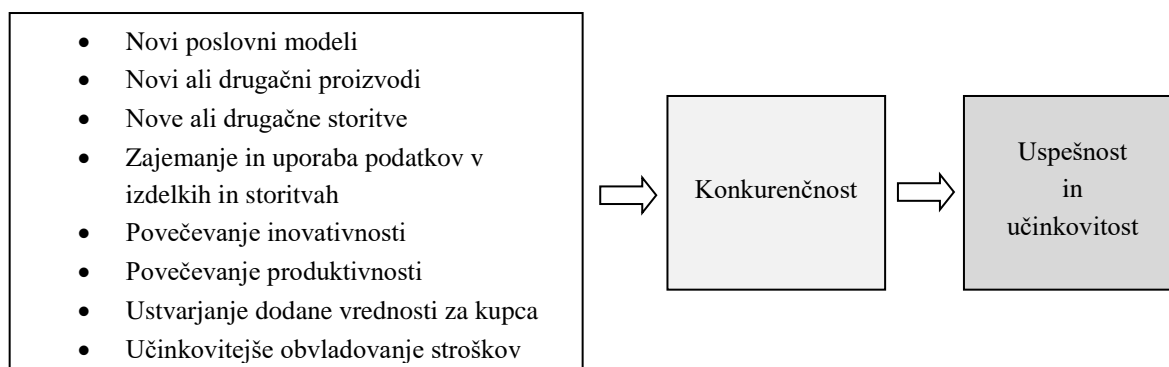 • Novi poslovni modeli
• Novi ali drugačni proizvodi
• Nove ali drugačne storitve
• Zajemanje in uporaba podatkov v
izdelkih in storitvah
• Povečevanje inovativnosti
• Povečevanje produktivnosti
• Ustvarjanje dodane vrednosti za kupca
• Učinkovitejše obvladovanje stroškov
Konkurenčnost
Uspešnost
in
učinkovitost